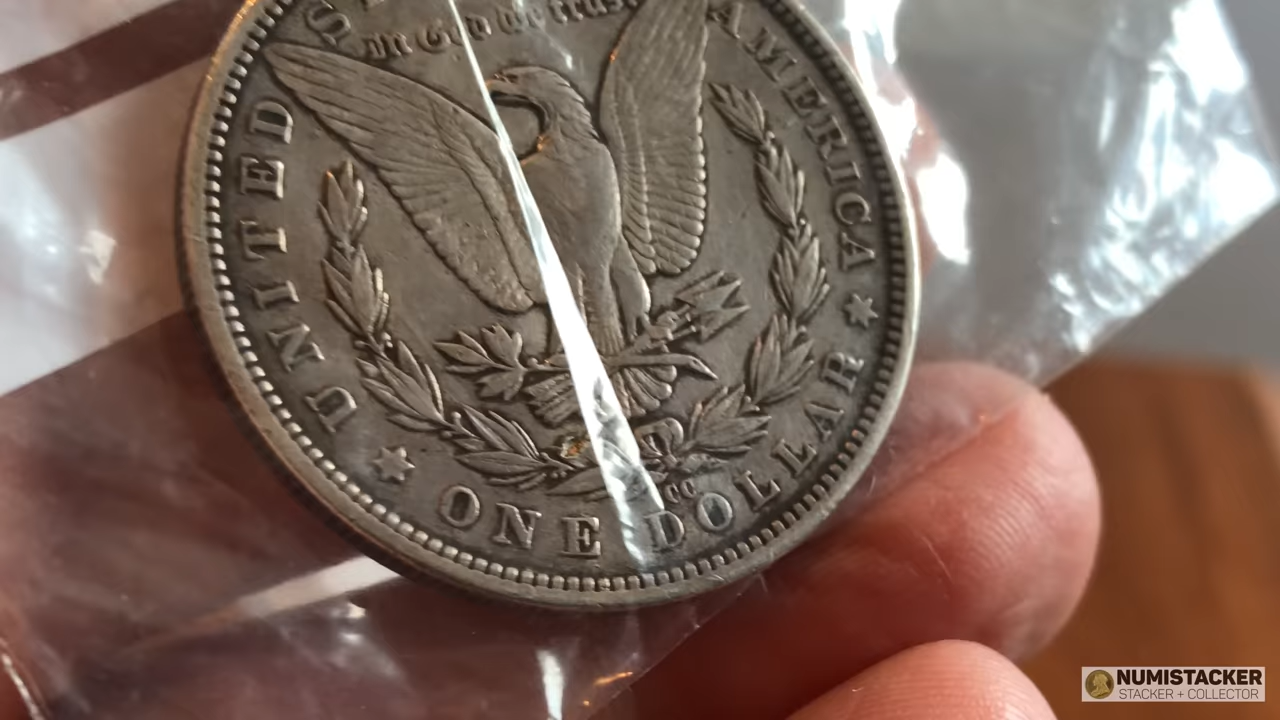 UNITED
AMERICA
In God we trust
ONE DOLLAR
CC
NUMISTACKER
STACKER + COLLECTOR